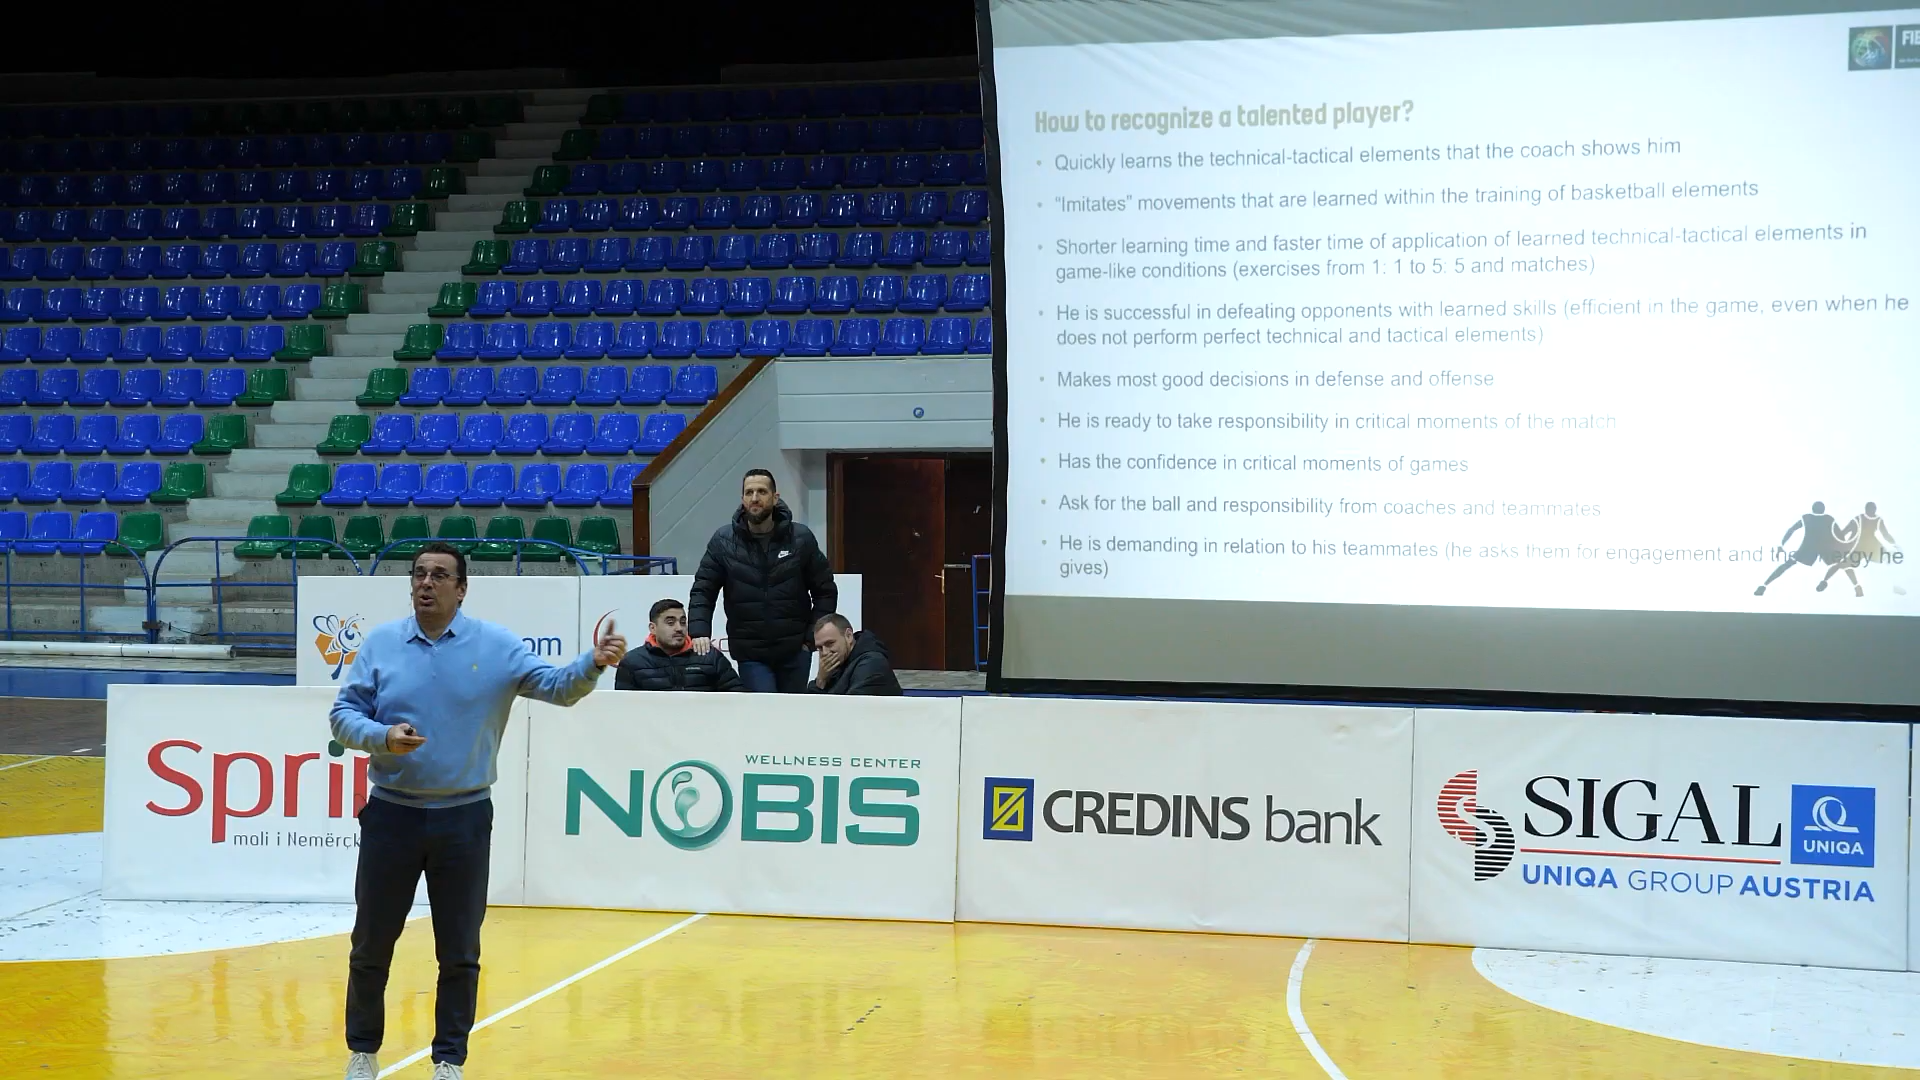 How to recognize a talented player?
• Quickly learns the technical-tactical elements that the coach shows him
• “Imitates” movements that are learned within the training of basketball elements
• Shorter learning time and faster time of application of learned technical-tactical elements in
game-like conditions (exercises from 1: 1 to 5: 5 and matches)
• He is successful in defeating opponents with learned skills (efficient in the game, even when he
does not perform perfect technical and tactical elements)
• Makes most good decisions in defense and offense
• He is ready to take responsibility in critical moments of the match
• Has the confidence in critical moments of games
• Ask for the ball and responsibility from coaches and teammates
• He is demanding in relation to his teammates (he asks them for engagement and the energy he
gives)
om
Spri
moli i Nemërçk
WELLNESS CENTER
NOBIS
CREDINS bank
SIGAL
UNIQA
UNIQA GROUP AUSTRIA